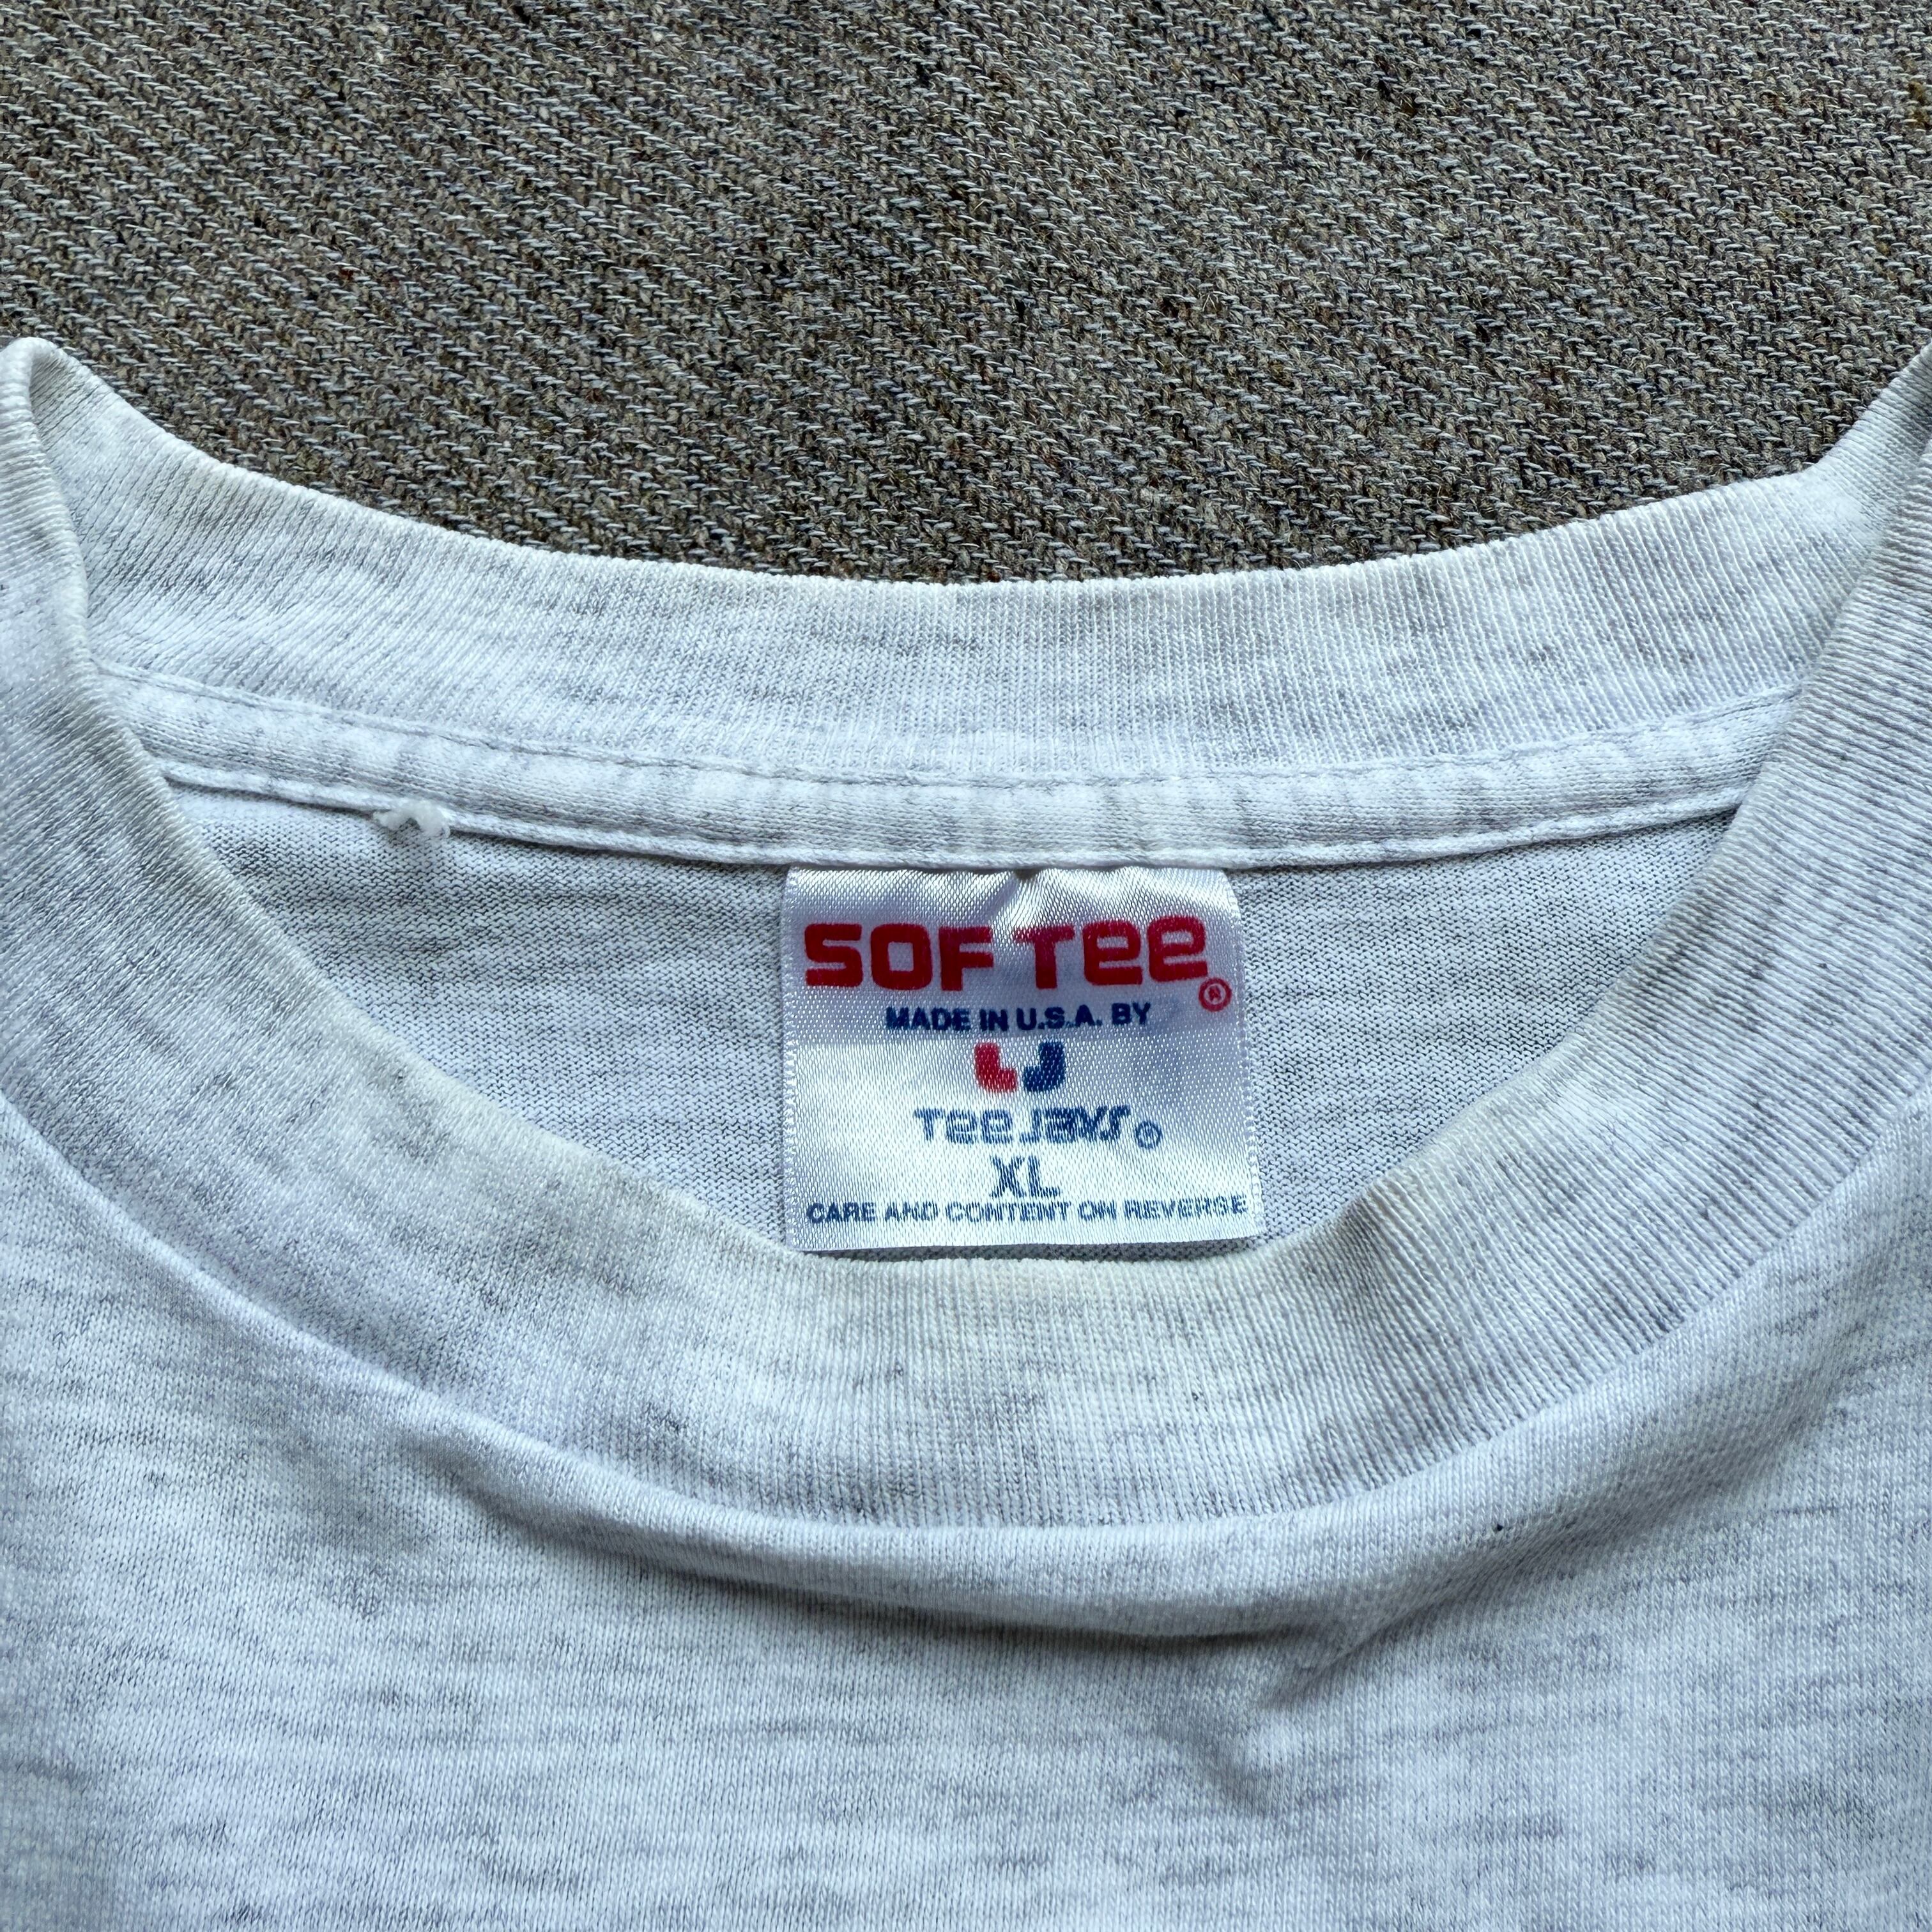 SOF TEE®
MADE IN U.S.A. BY
TEE JAYS®
XL
CARE AND CONTENT ON REVERSE